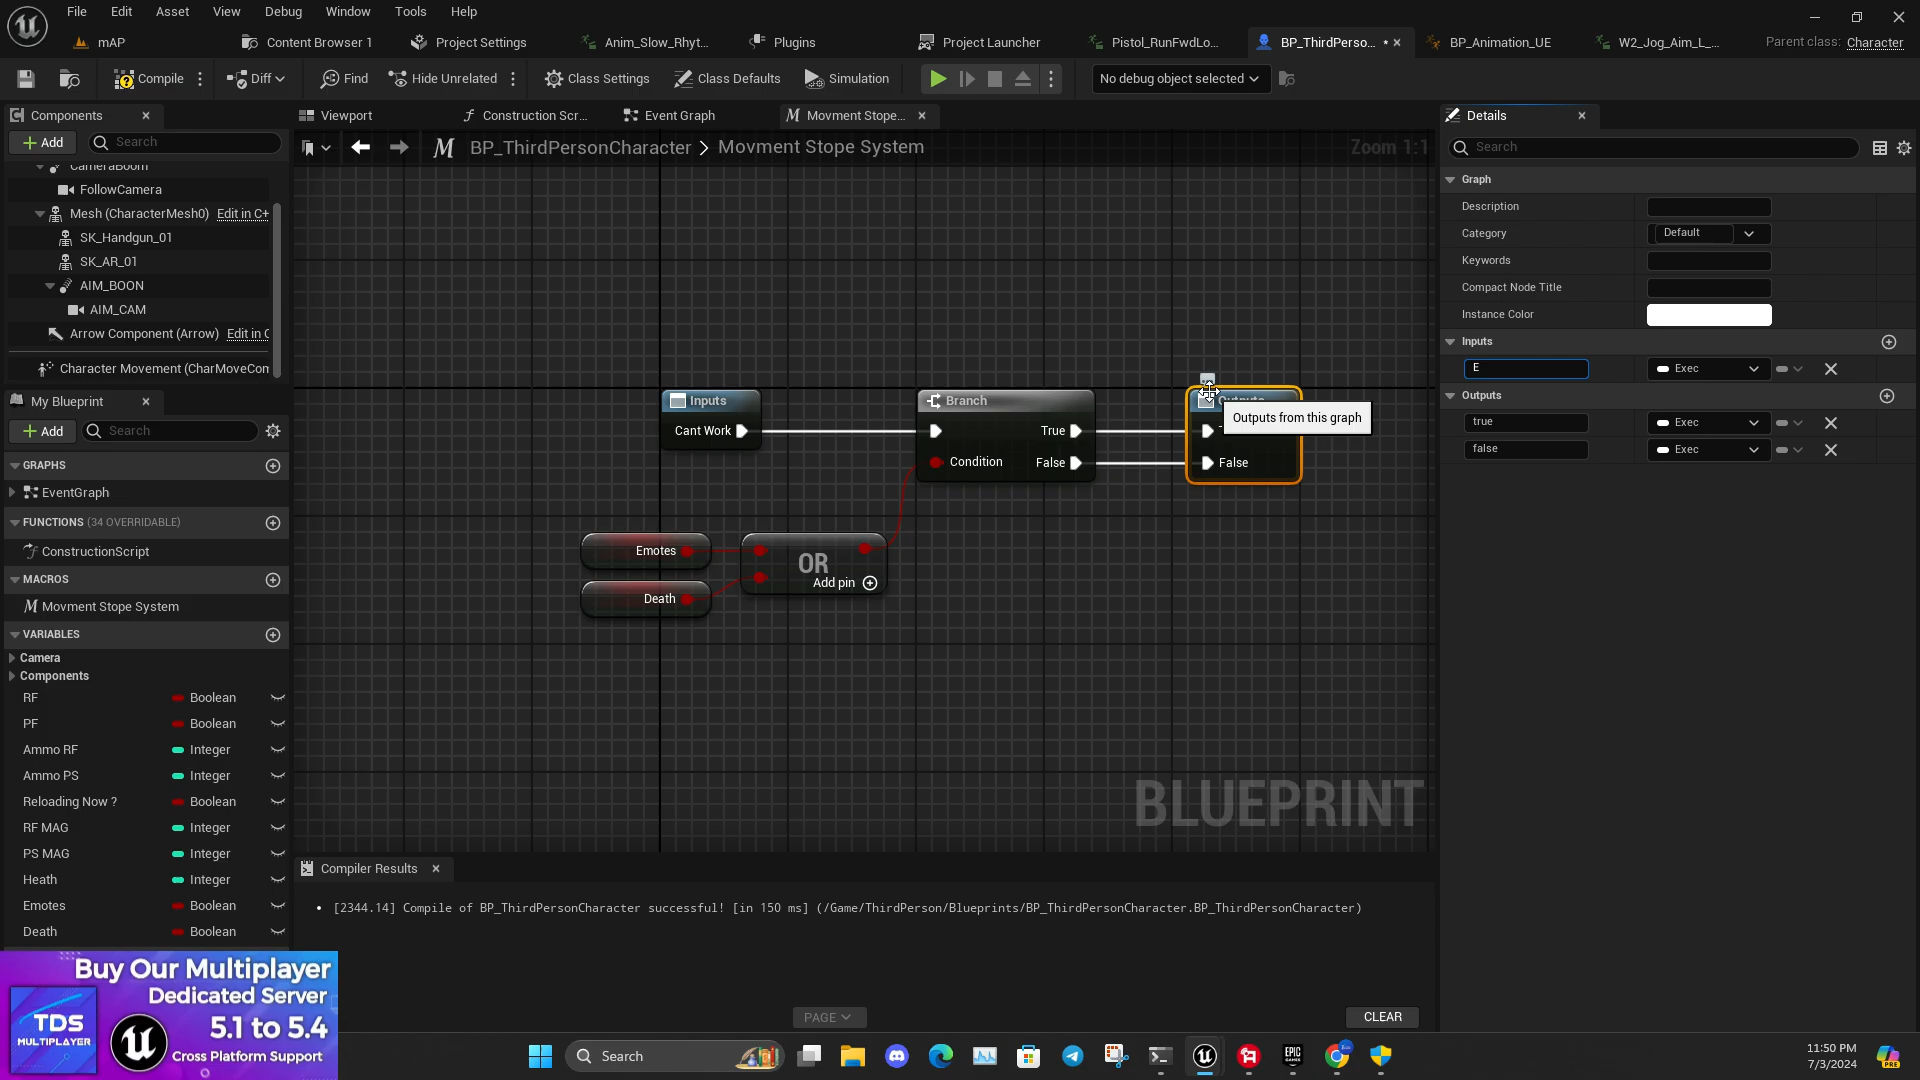 File Edit Asset View Debug Window Tools Help
mAP
Content Browser 1
Project Settings
Anim_Slow_Rhyt...
Plugins
Project Launcher
Pistol_RunFwdLo...
BP_ThirdPerso... •
BP_Animation_UE
W2_Jog_Aim_L_...
Parent class: Character
Compile
Diff
Find
Hide Unrelated
Class Settings
Class Defaults
Simulation
No debug object selected
Components
Add
Search
CameraBoom
FollowCamera
Mesh (CharacterMesh0) Edit in C+
SK_Handgun_01
SK_AR_01
AIM_BOON
AIM_CAM
Arrow Component (Arrow) Edit in C
Character Movement (CharMoveCom
My Blueprint
Add
Search
GRAPHS
EventGraph
FUNCTIONS (34 OVERRIDABLE)
ConstructionScript
MACROS
Movment Stope System
VARIABLES
Camera
Components
RF Boolean
PF Boolean
Ammo RF Integer
Ammo PS Integer
Reloading Now ? Boolean
RF MAG Integer
PS MAG Integer
Heath Integer
Emotes Boolean
Death Boolean
Viewport
Construction Scr...
Event Graph
Movment Stope...
BP_ThirdPersonCharacter > Movment Stope System
Zoom 1:1
Inputs
Cant Work
Branch
True
Condition False
Outputs
Outputs from this graph
False
Emotes
Death
OR
Add pin
BLUEPRINT
Compiler Results
• [2344.14] Compile of BP_ThirdPersonCharacter successful! [in 150 ms] (/Game/ThirdPerson/Blueprints/BP_ThirdPersonCharacter.BP_ThirdPersonCharacter)
PAGE
CLEAR
Details
Search
Graph
Description
Category Default
Keywords
Compact Node Title
Instance Color
Inputs
E Exec
Outputs
true Exec
false Exec
Buy Our Multiplayer
Dedicated Server
5.1 to 5.4
Cross Platform Support
TDS
MULTIPLAYER
Search
EPIC
GAMES
11:50 PM
7/3/2024
PRE